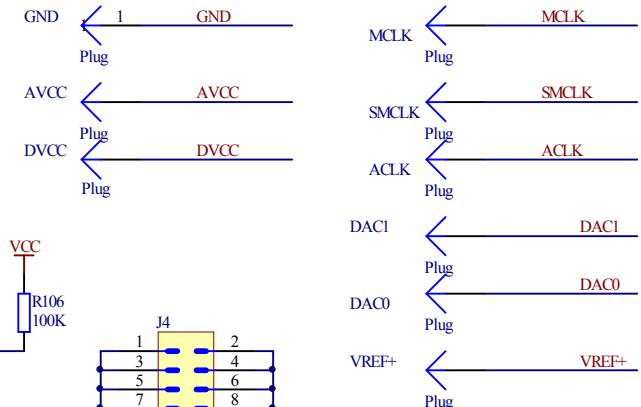 GND 1 1 GND
Plug
AVCC AVCC
Plug
DVCC DVCC
Plug
MCLK MCLK
Plug
SMCLK SMCLK
Plug
ACLK ACLK
Plug
DAC1 DAC1
Plug
DAC0 DAC0
Plug
VREF+ VREF+
Plug
VCC
R106
100K
J4
1 2
3 4
5 6
7 8